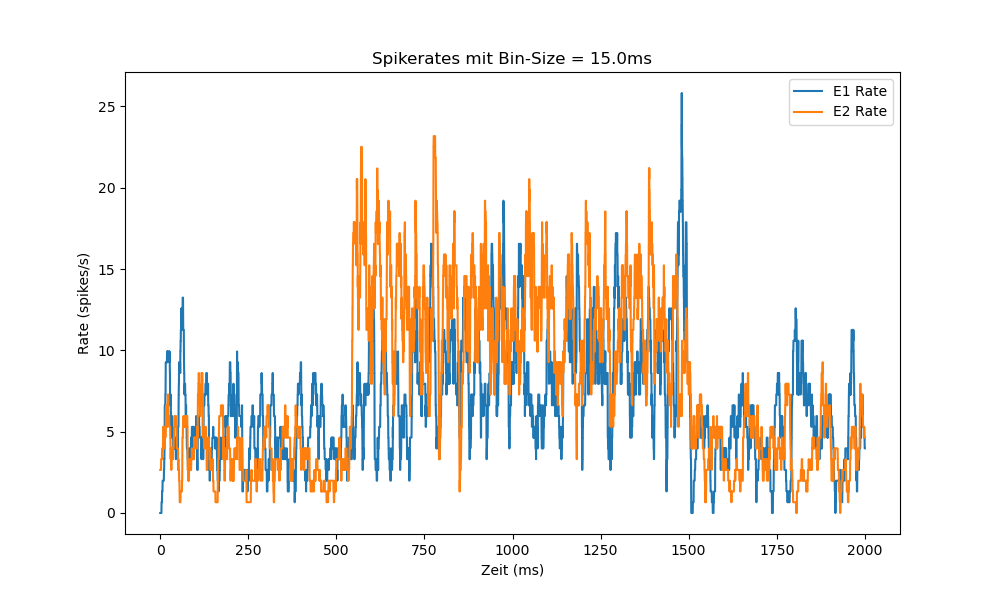 Spikerates mit Bin-Size = 15.0ms
E1 Rate
E2 Rate
Rate (spikes/s)
25
20
15
10
5
0
0 250 500 750 1000 1250 1500 1750 2000
Zeit (ms)